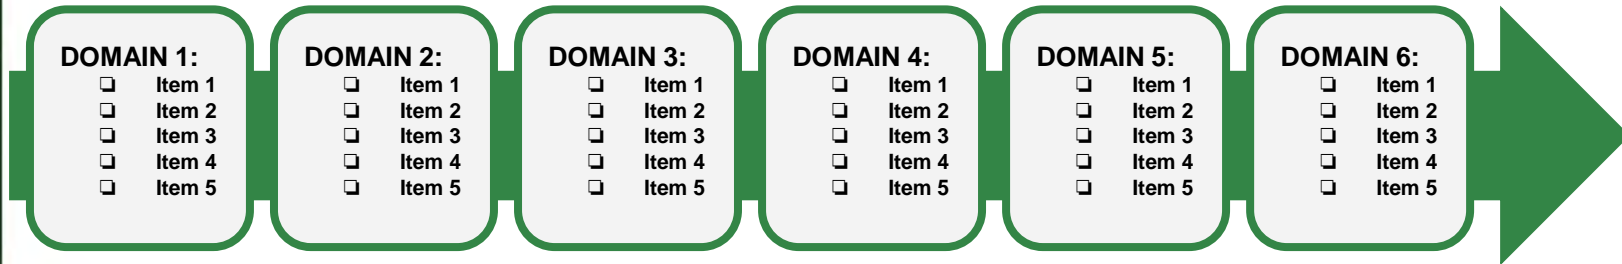 DOMAIN 1:
❏ Item 1
❏ Item 2
❏ Item 3
❏ Item 4
❏ Item 5
DOMAIN 2:
❏ Item 1
❏ Item 2
❏ Item 3
❏ Item 4
❏ Item 5
DOMAIN 3:
❏ Item 1
❏ Item 2
❏ Item 3
❏ Item 4
❏ Item 5
DOMAIN 4:
❏ Item 1
❏ Item 2
❏ Item 3
❏ Item 4
❏ Item 5
DOMAIN 5:
❏ Item 1
❏ Item 2
❏ Item 3
❏ Item 4
❏ Item 5
DOMAIN 6:
❏ Item 1
❏ Item 2
❏ Item 3
❏ Item 4
❏ Item 5